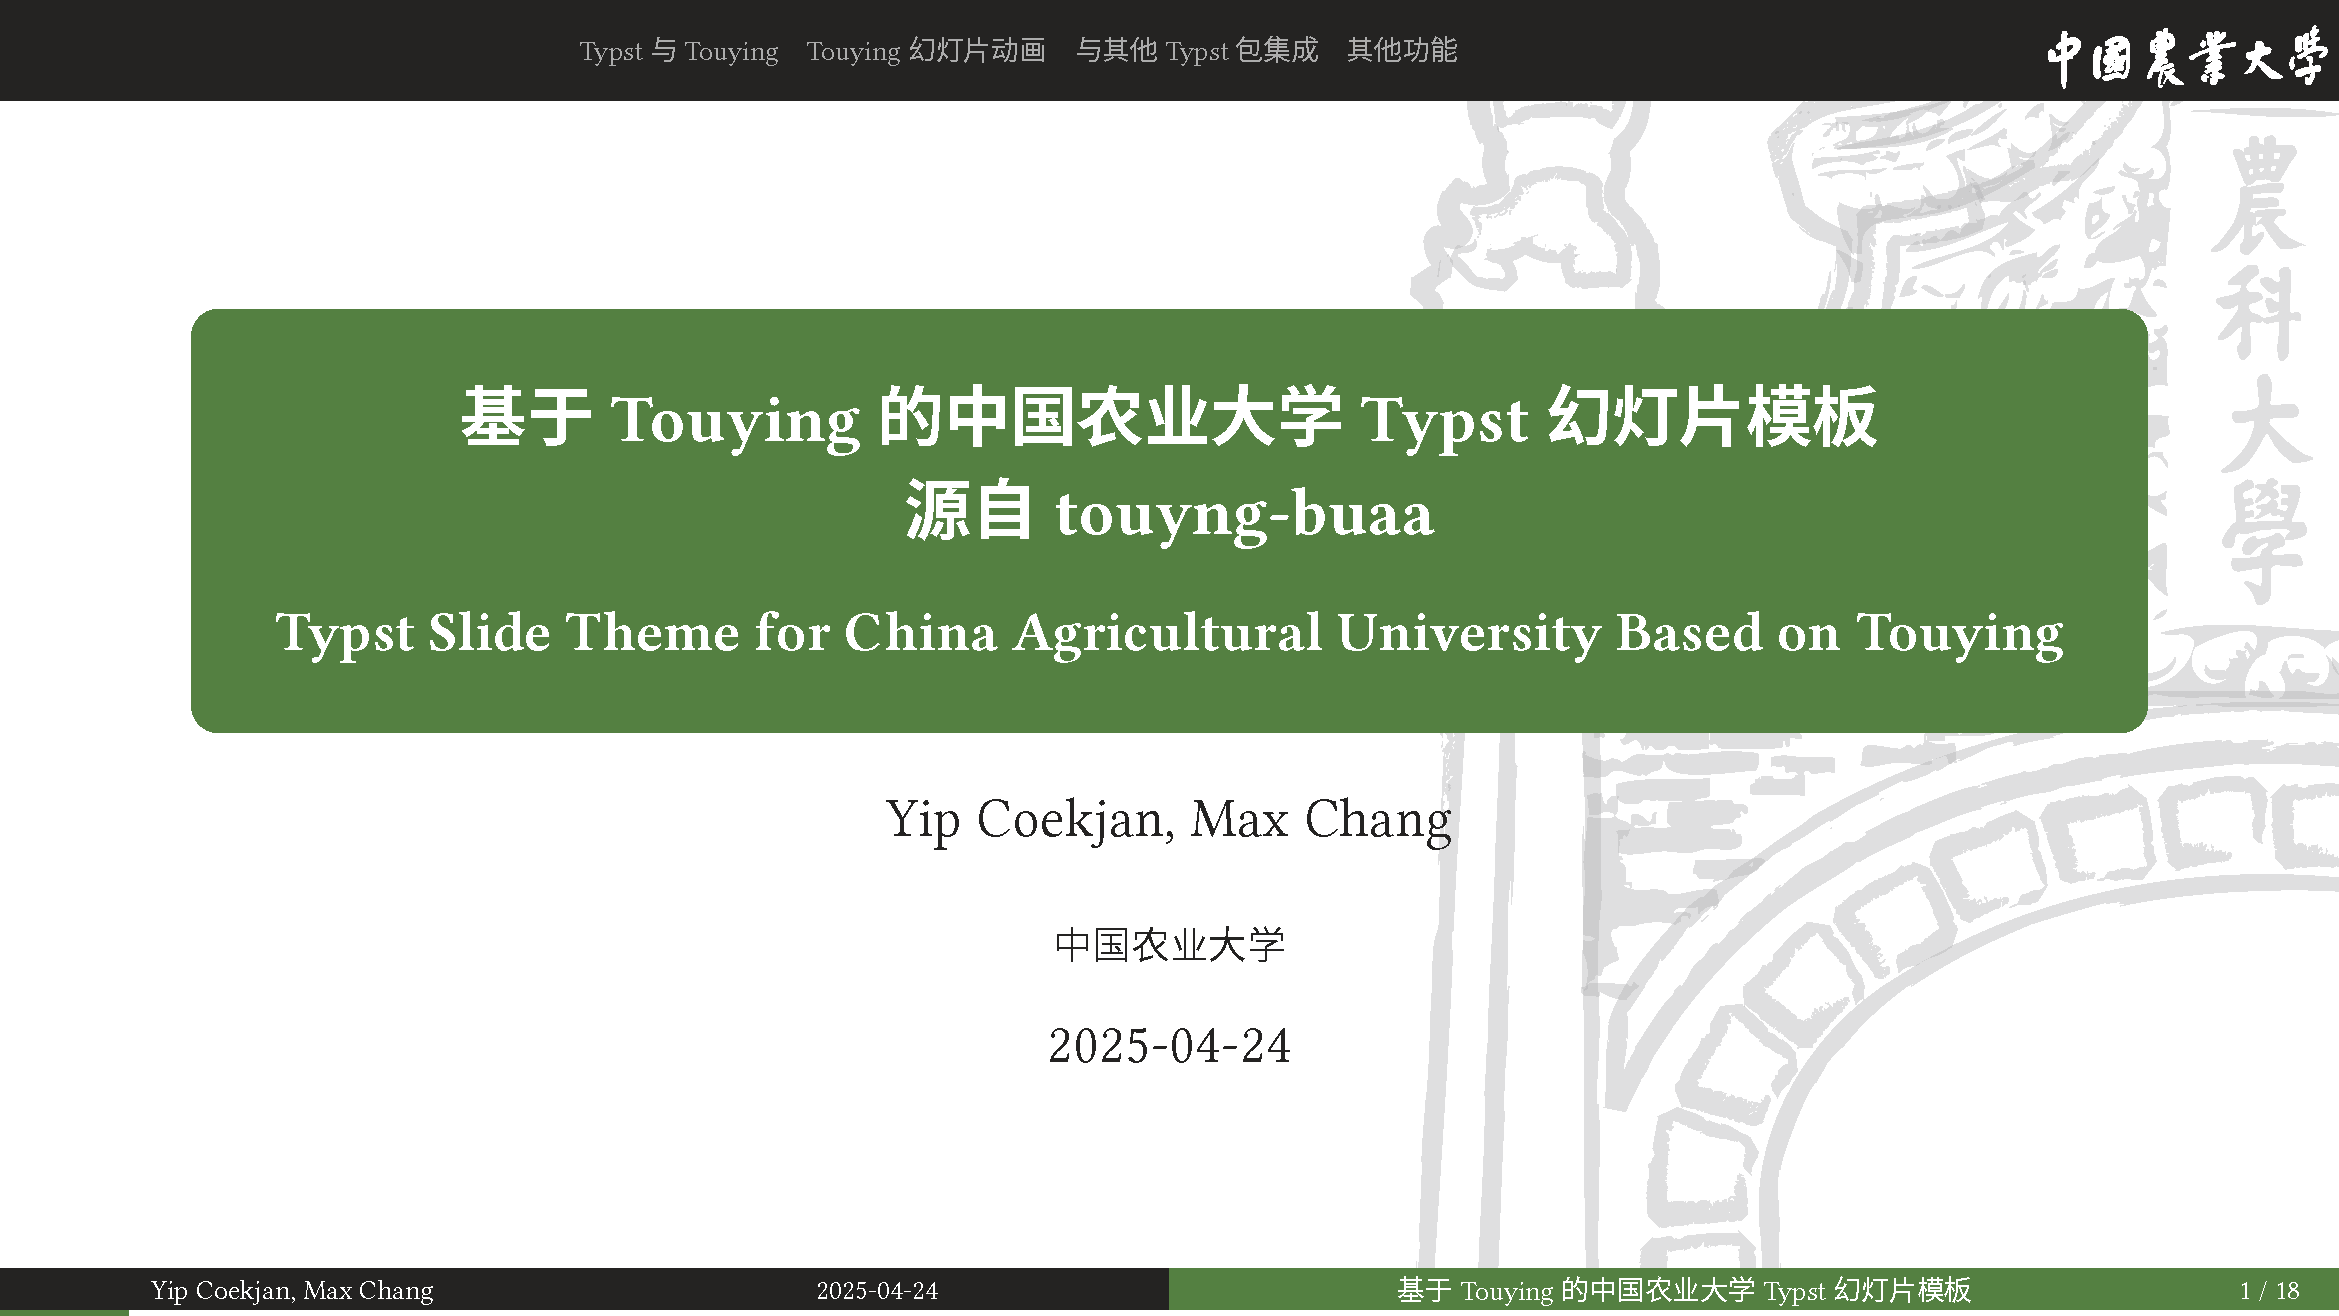 Typst 与 Touying Touying 幻灯片动画 与其他 Typst 包集成 其他功能
中國農業大學
農科大學
基于 Touying 的中国农业大学 Typst 幻灯片模板
源自 touyng-buaa
Typst Slide Theme for China Agricultural University Based on Touying
Yip Coekjan, Max Chang
中国农业大学
2025-04-24
Yip Coekjan, Max Chang 2025-04-24 基于 Touying 的中国农业大学 Typst 幻灯片模板 1 / 18